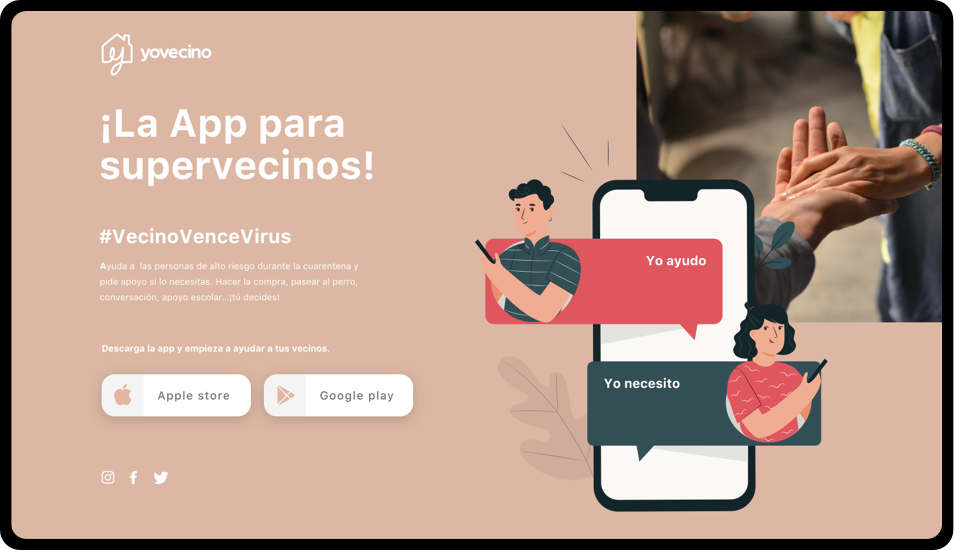 yovecino
¡La App para
supervecinos!
#VecinoVenceVirus
Ayuda a  las personas de alto riesgo durante la cuarentena y
pide apoyo si lo necesitas. Hacer la compra, pasear al perro,
conversación, apoyo escolar...¡tú decides!
Descarga la app y empieza a ayudar a tus vecinos.
Apple store
Google play
Yo ayudo
Yo necesito